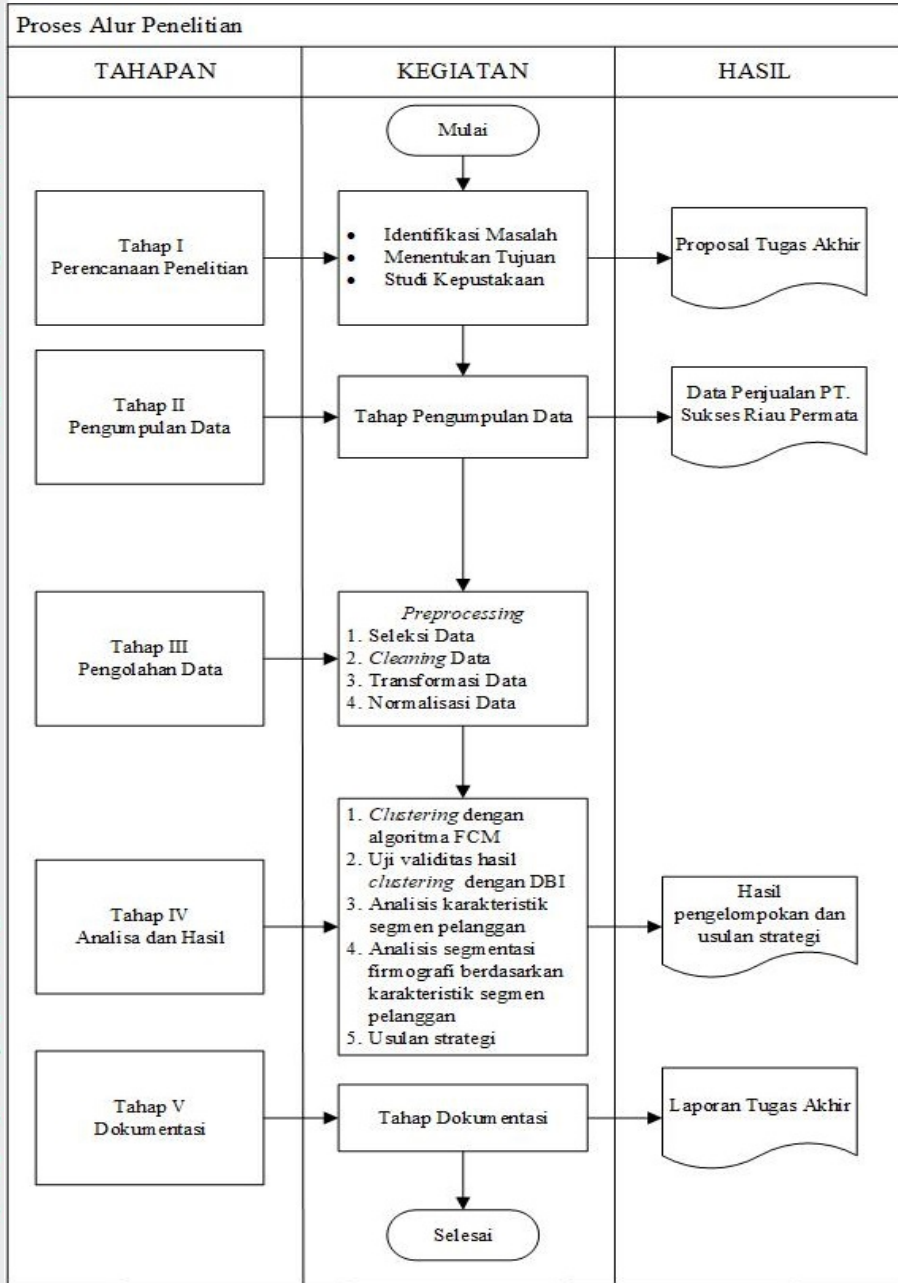 Proses Alur Penelitian
TAHAPAN
KEGIATAN
HASIL
Mulai
Tahap I
Perencanaan Penelitian
• Identifikasi Masalah
• Menentukan Tujuan
• Studi Kepustakaan
Proposal Tugas Akhir
Tahap II
Pengumpulan Data
Tahap Pengumpulan Data
Data Penjualan PT.
Sukses Riau Permata
Tahap III
Pengolahan Data
Preprocessing
1. Seleksi Data
2. Cleaning Data
3. Transformasi Data
4. Normalisasi Data
Tahap IV
Analisa dan Hasil
1. Clustering dengan
algoritma FCM
2. Uji validitas hasil
clustering dengan DBI
3. Analisis karakteristik
segmen pelanggan
4. Analisis segmentasi
firmografi berdasarkan
karakteristik segmen
pelanggan
5. Usulan strategi
Hasil
pengelompokan dan
usulan strategi
Tahap V
Dokumentasi
Tahap Dokumentasi
Laporan Tugas Akhir
Selesai